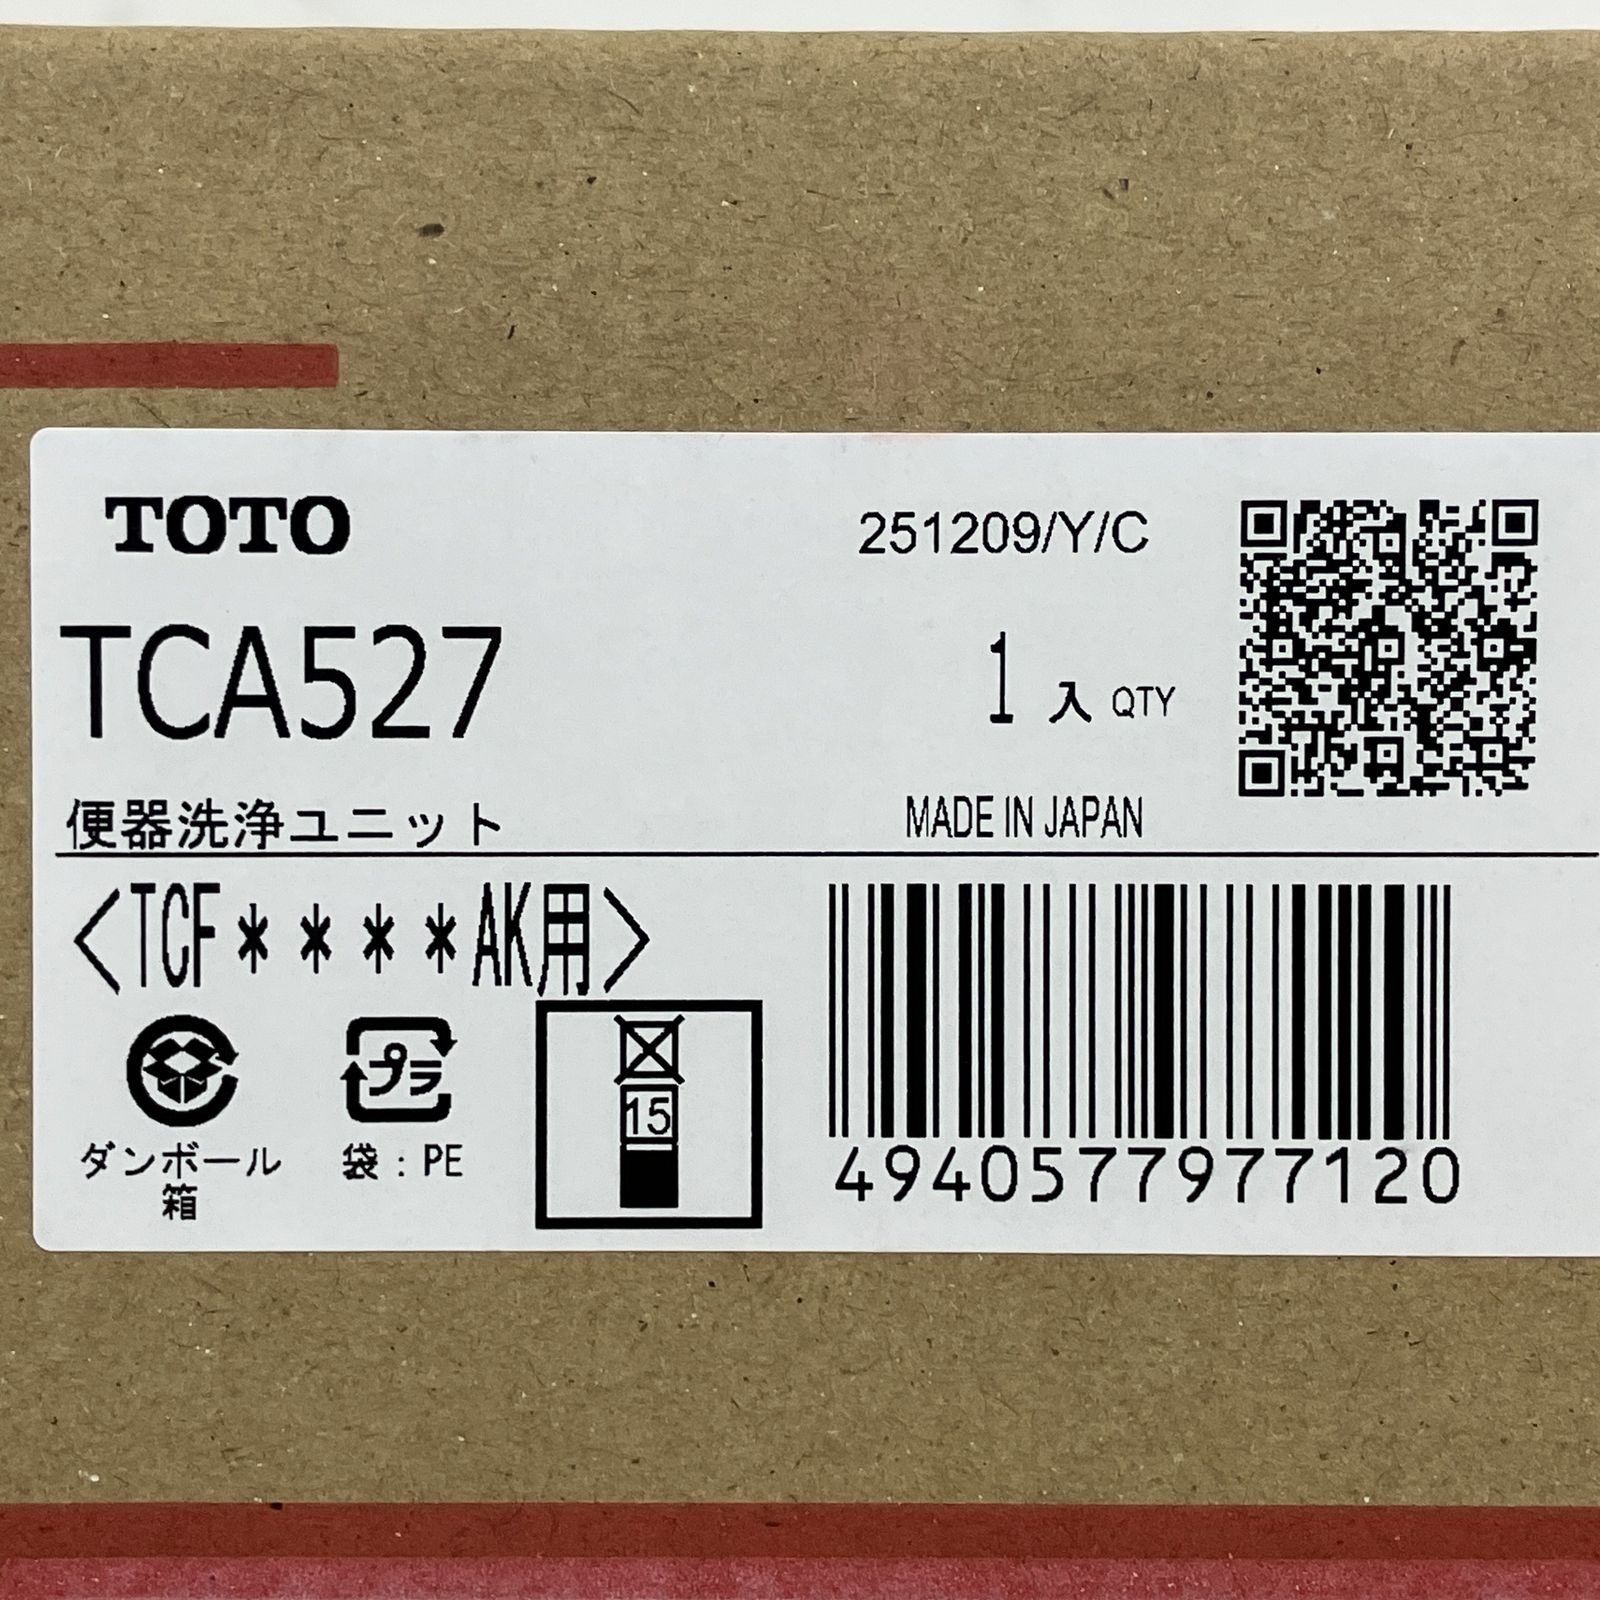 TOTO
251209/Y/C
TCA527
1 入 QTY
便器洗浄ユニット
MADE IN JAPAN
<TCF****AK用>
プラ
15
ダンボール
箱
袋:PE
4940577977120